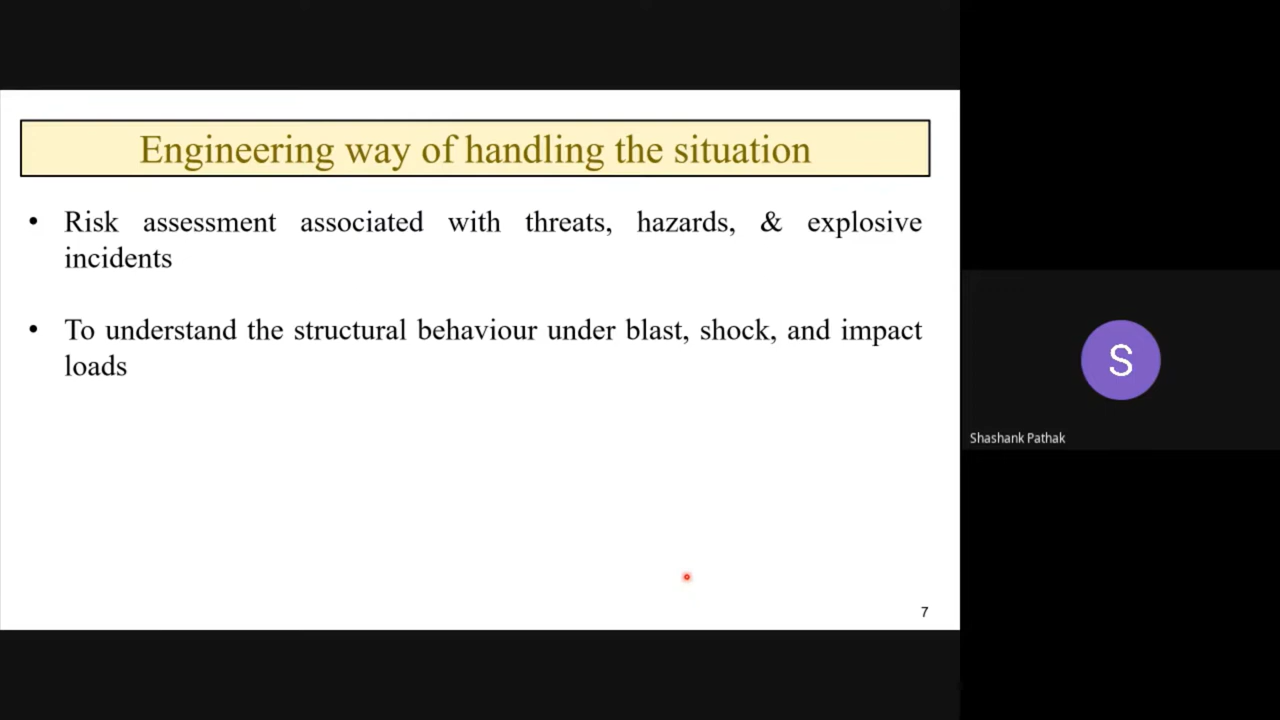 Engineering way of handling the situation
• Risk assessment associated with threats, hazards, & explosive
incidents
• To understand the structural behaviour under blast, shock, and impact
loads
7
S
Shashank Pathak